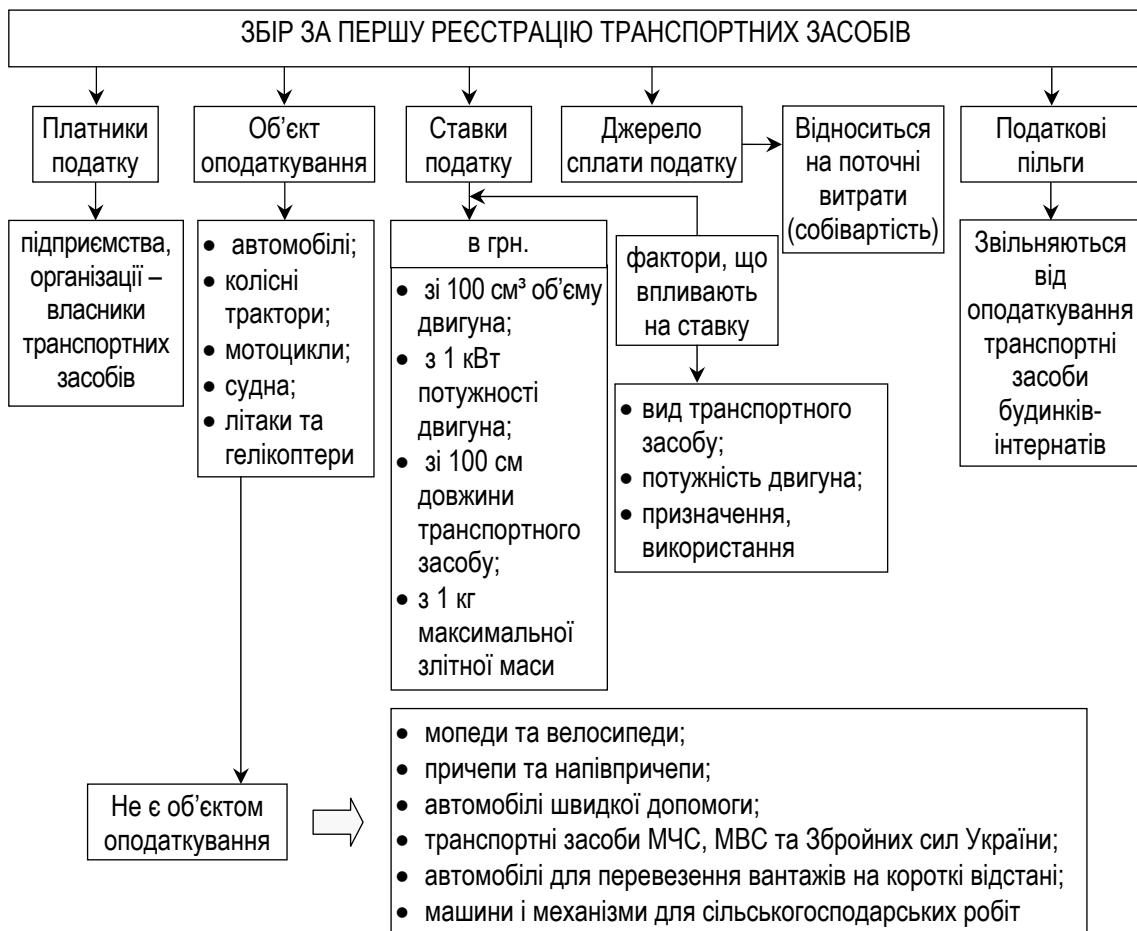 ЗБІР ЗА ПЕРШУ РЕЄСТРАЦІЮ ТРАНСПОРТНИХ ЗАСОБІВ
Платники
податку
Об’єкт
оподаткування
Ставки
податку
Джерело
сплати податку
Відноситься
на поточні
витрати
(собівартість)
Податкові
пільги
підприємства,
організації –
власники
транспортних
засобів
• автомобілі;
• колісні
трактори;
• мотоцикли;
• судна;
• літаки та
гелікоптери
в грн.
• зі 100 см³ об’єму
двигуна;
• з 1 кВт
потужності
двигуна;
• зі 100 см
довжини
транспортного
засобу;
• з 1 кг
максимальної
злітної маси
фактори, що
впливають
на ставку
• вид транспортного
засобу;
• потужність двигуна;
• призначення,
використання
Звільняються
від
оподаткування
транспортні
засоби
будинків-
інтернатів
Не є об’єктом
оподаткування
• мопеди та велосипеди;
• причепи та напівпричепи;
• автомобілі швидкої допомоги;
• транспортні засоби МЧС, МВС та Збройних сил України;
• автомобілі для перевезення вантажів на короткі відстані;
• машини і механізми для сільськогосподарських робіт